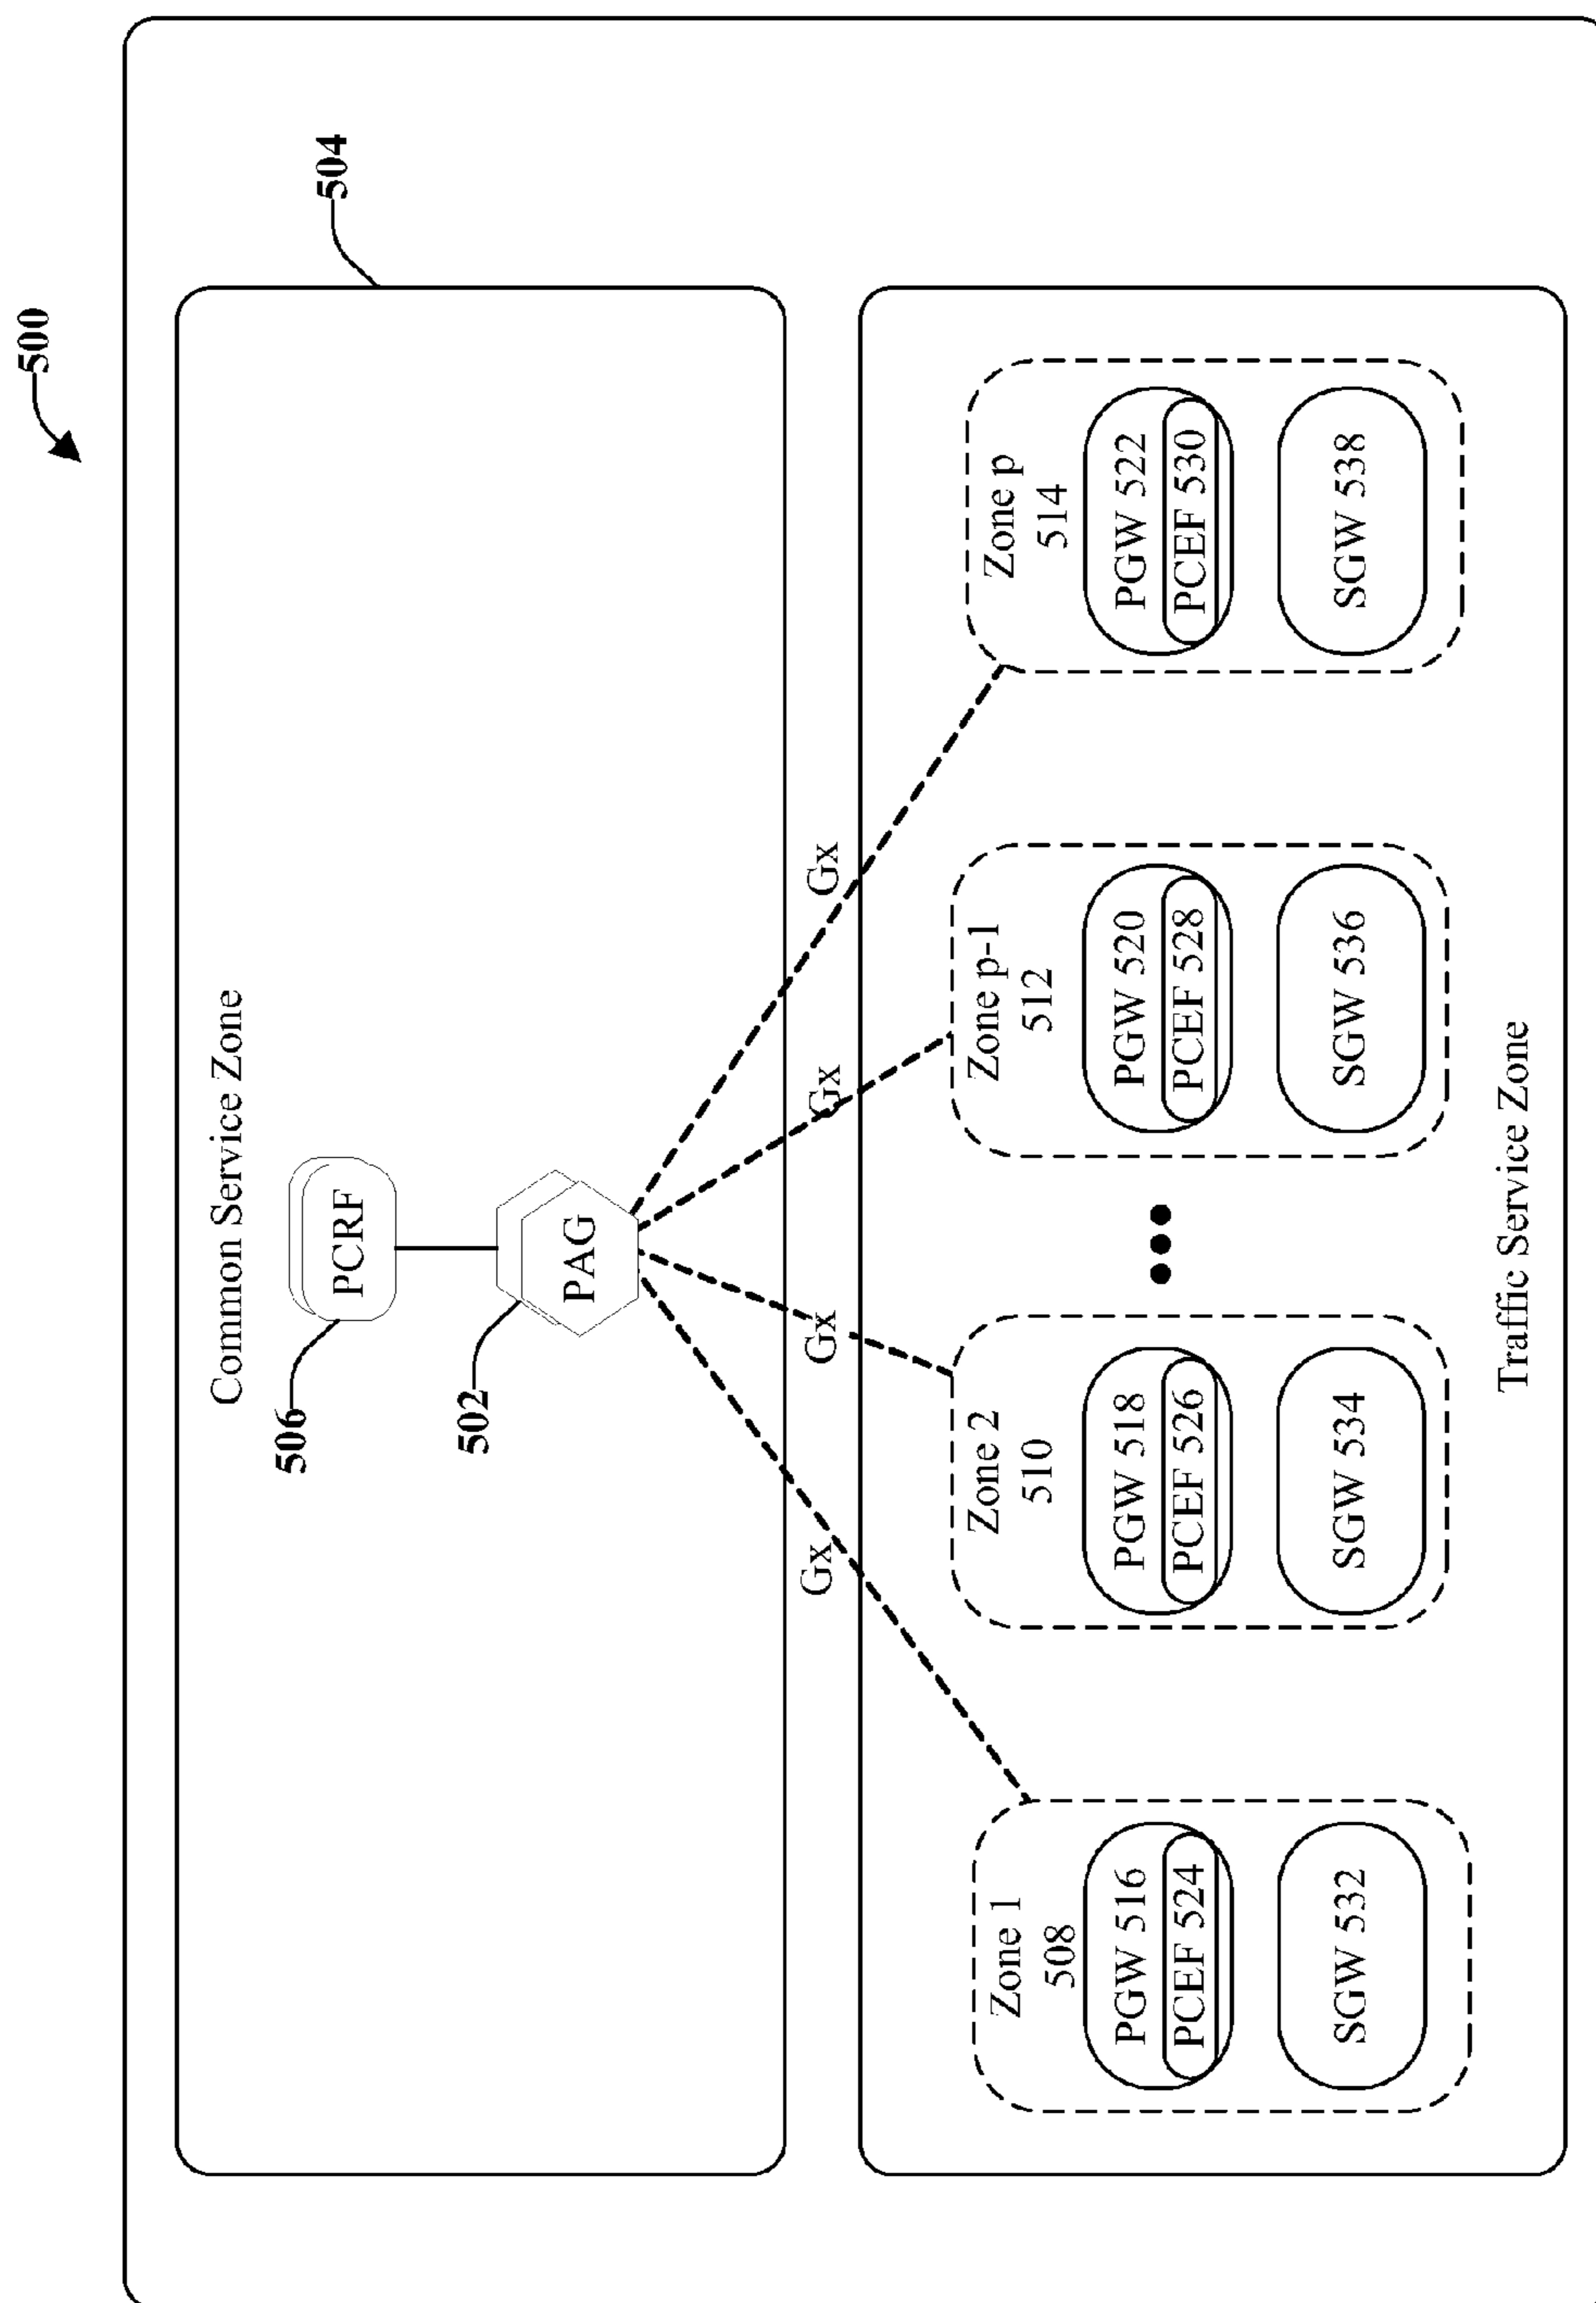 500
504
Common Service Zone
PCRF
506
PAG
502
Gx
Gx
Gx
Gx
Zone 1
508
PGW 516
PCEF 524
SGW 532
Zone 2
510
PGW 518
PCEF 526
SGW 534
Zone p-1
512
PGW 520
PCEF 528
SGW 536
Zone p
514
PGW 522
PCEF 530
SGW 538
Traffic Service Zone